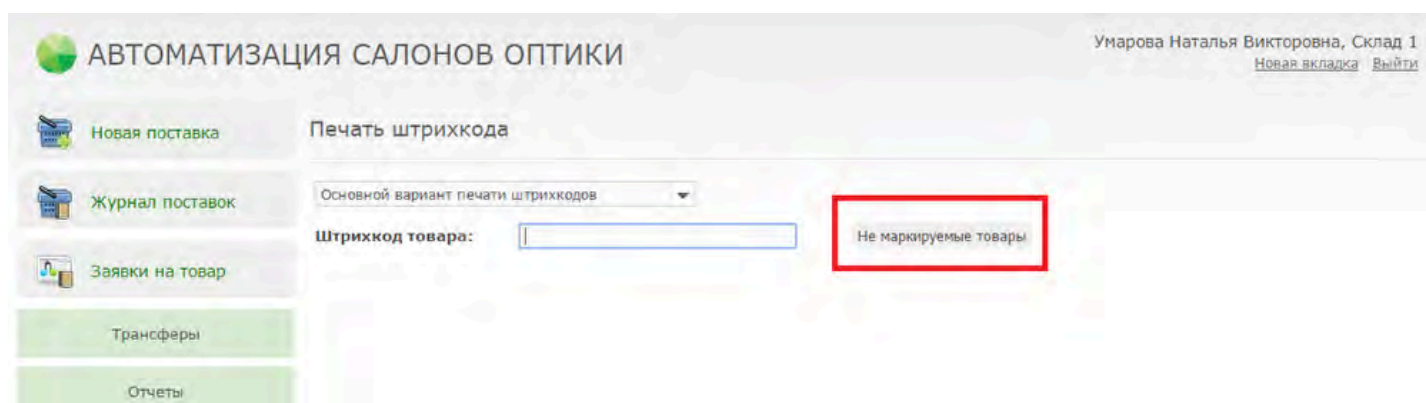 АВТОМАТИЗАЦИЯ САЛОНОВ ОПТИКИ
Умарова Наталья Викторовна, Склад 1
Новая вкладка Выйти
Новая поставка
Журнал поставок
Заявки на товар
Трансферы
Отчеты
Печать штрихкода
Основной вариант печати штрихкодов
Штрихкод товара:
Не маркируемые товары